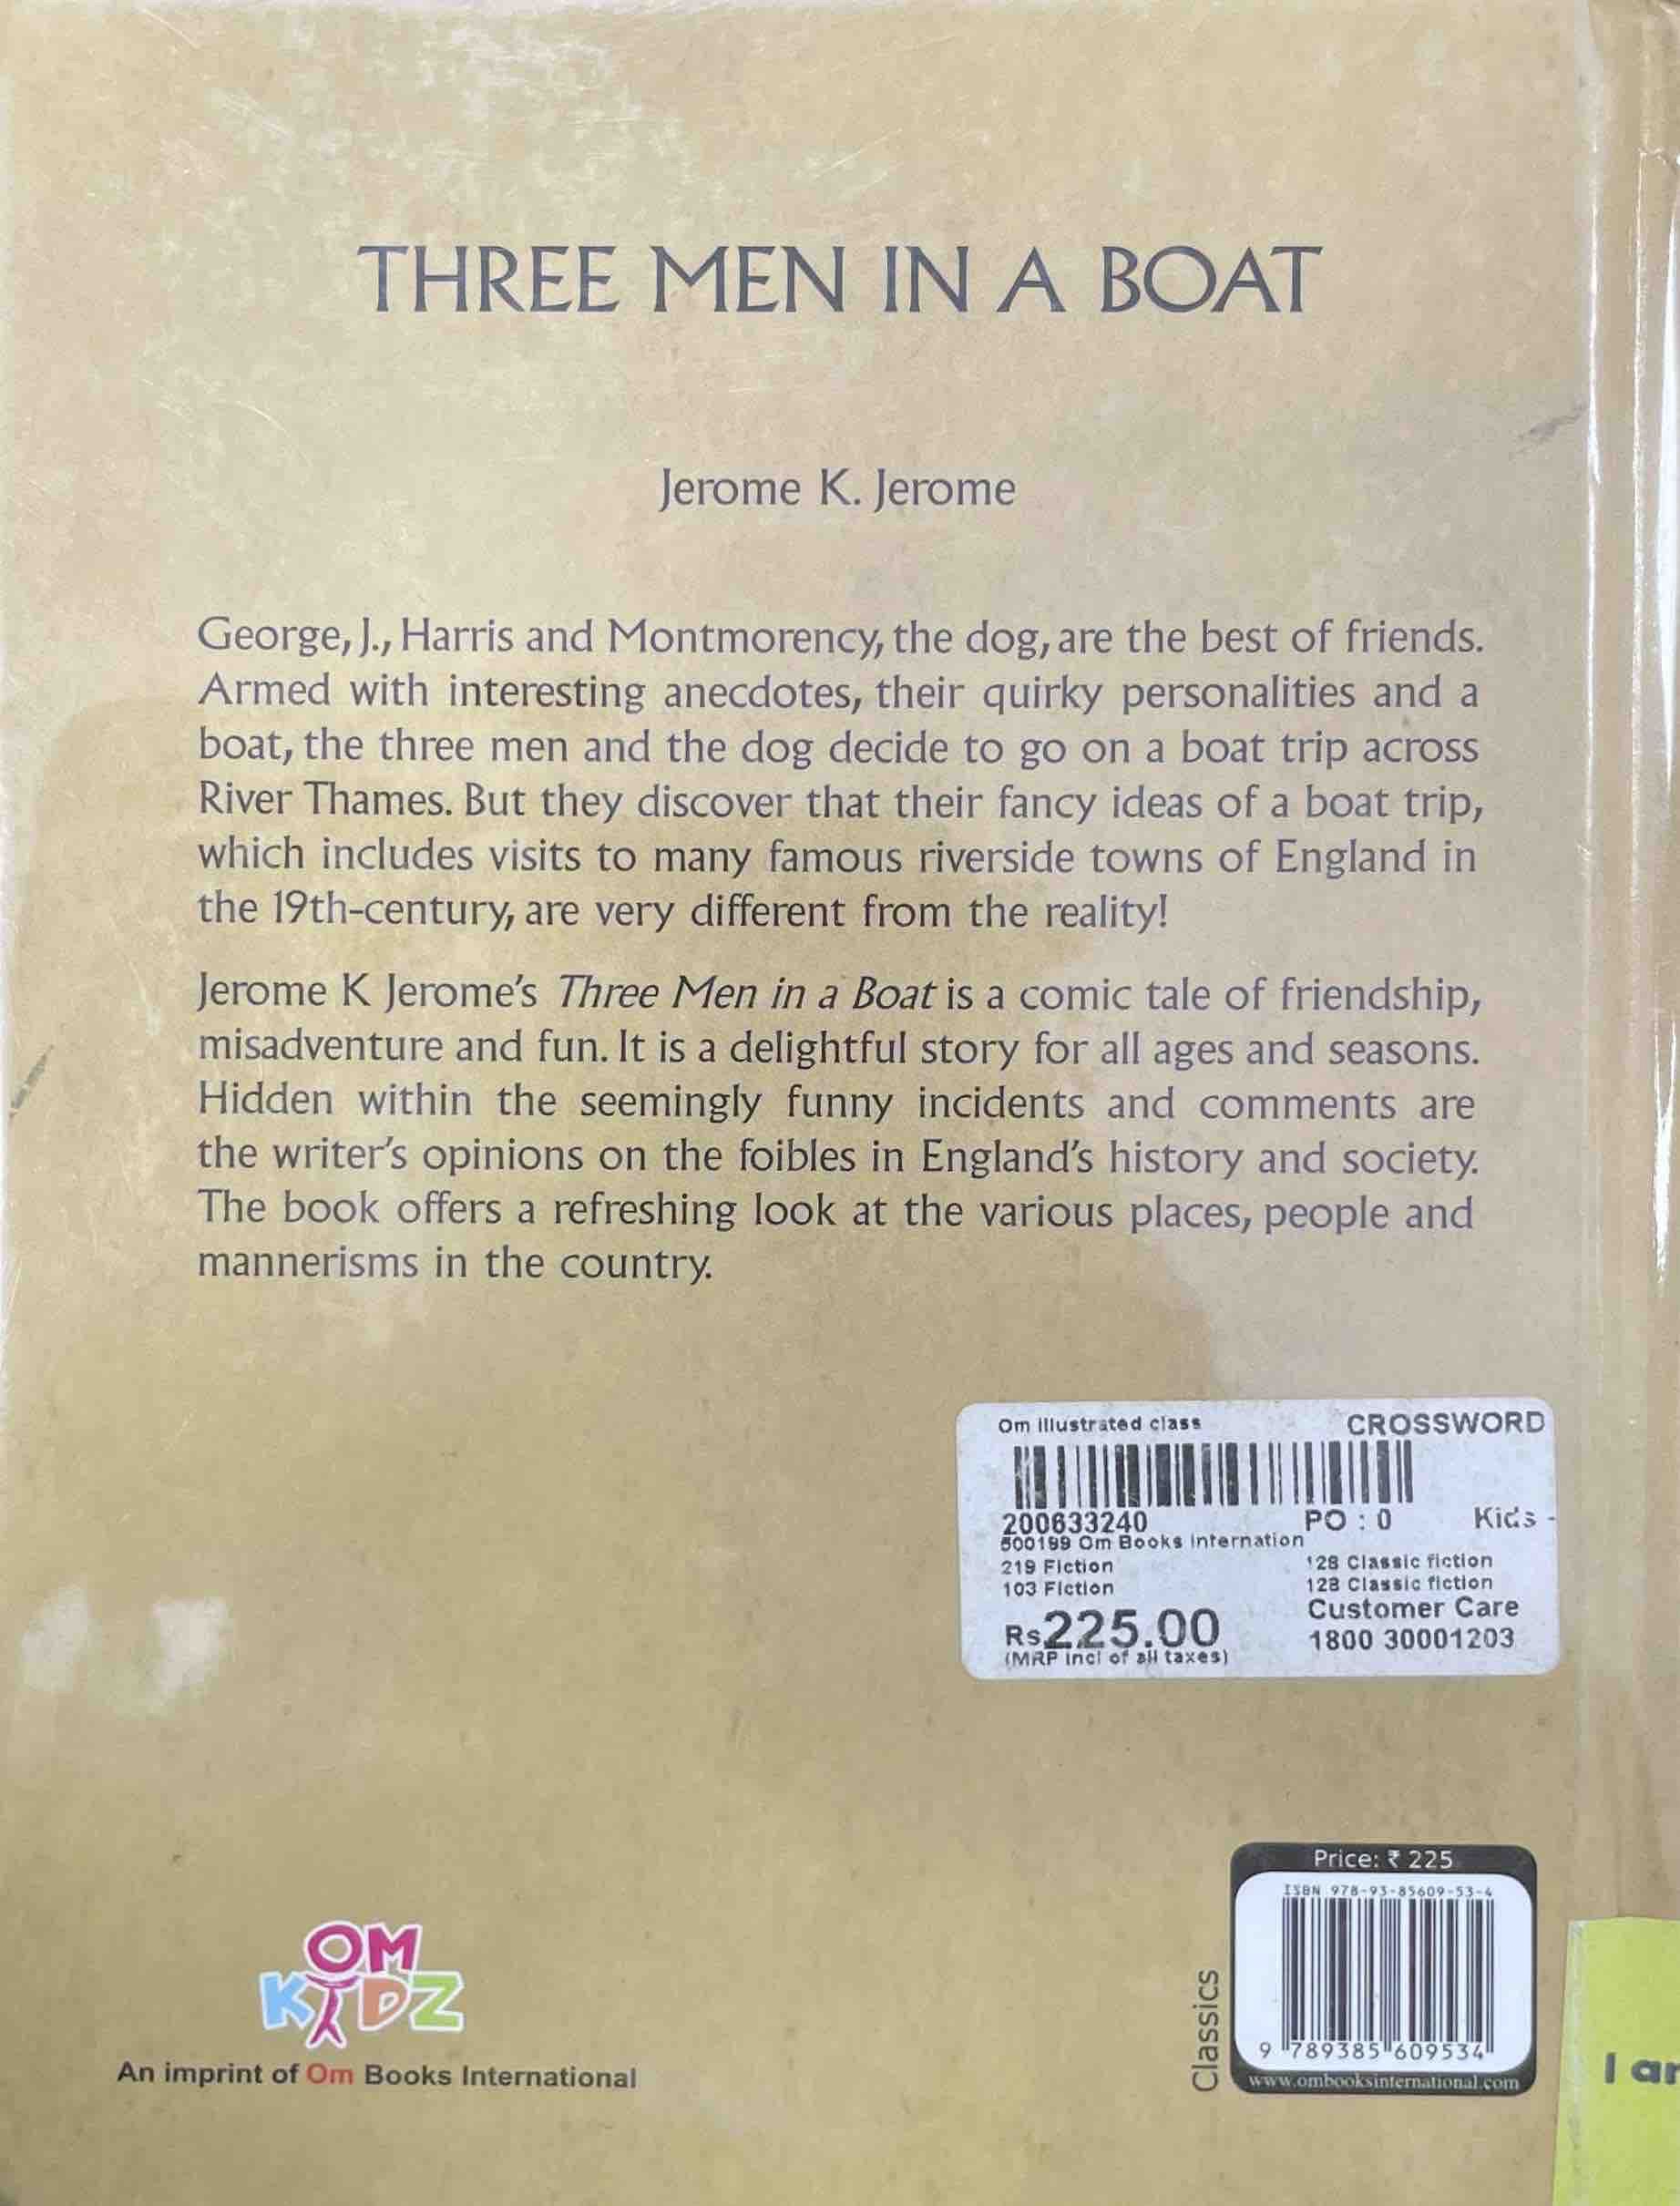 THREE MEN IN A BOAT
Jerome K. Jerome
George, J., Harris and Montmorency, the dog, are the best of friends.
Armed with interesting anecdotes, their quirky personalities and a
boat, the three men and the dog decide to go on a boat trip across
River Thames. But they discover that their fancy ideas of a boat trip,
which includes visits to many famous riverside towns of England in
the 19th-century, are very different from the reality!
Jerome K Jerome's Three Men in a Boat is a comic tale of friendship,
misadventure and fun. It is a delightful story for all ages and seasons.
Hidden within the seemingly funny incidents and comments are
the writer's opinions on the foibles in England's history and society.
The book offers a refreshing look at the various places, people and
mannerisms in the country.
Om illustrated class CROSSWORD
200633240 PO : 0 Kids -
500199 Om Books Internation
219 Fiction 128 Classic fiction
103 Fiction 128 Classic fiction
Customer Care
Rs225.00 1800 30001203
(MRP incl of all taxes)
Price: ₹ 225
ISBN 978-93-85609-53-4
9 789385 609534
www.ombooksinternational.com
Classics
OM
KIDZ
An imprint of Om Books International
I ar